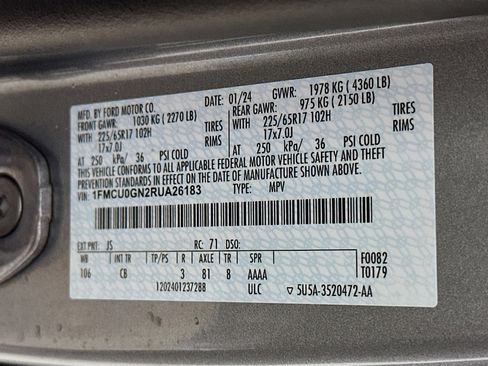 MFD. BY FORD MOTOR CO.
01/24 GVWR: 1978 KG ( 4360 LB)
FRONT GAWR: 1030 KG ( 2270 LB) REAR GAWR: 975 KG ( 2150 LB)
WITH 225/65R17 102H TIRES WITH 225/65R17 102H TIRES
17x7.0J RIMS 17x7.0J RIMS
AT 250 kPa/ 36 PSI COLD AT 250 kPa/ 36 PSI COLD
THIS VEHICLE CONFORMS TO ALL APPLICABLE FEDERAL MOTOR VEHICLE SAFETY AND
THEFT PREVENTION STANDARDS IN EFFECT ON THE DATE OF MANUFACTURE SHOWN ABOVE.
VIN: 1FMCU0GN2RUA26183 TYPE: MPV
EXT PNT: JS RC: 71 DSO: F0082
WB INT TR TP/PS R AXLE TR SPR T0179
106 CB 3 81 8 AAAA
1202401237288 ULC 5U5A-3520472-AA